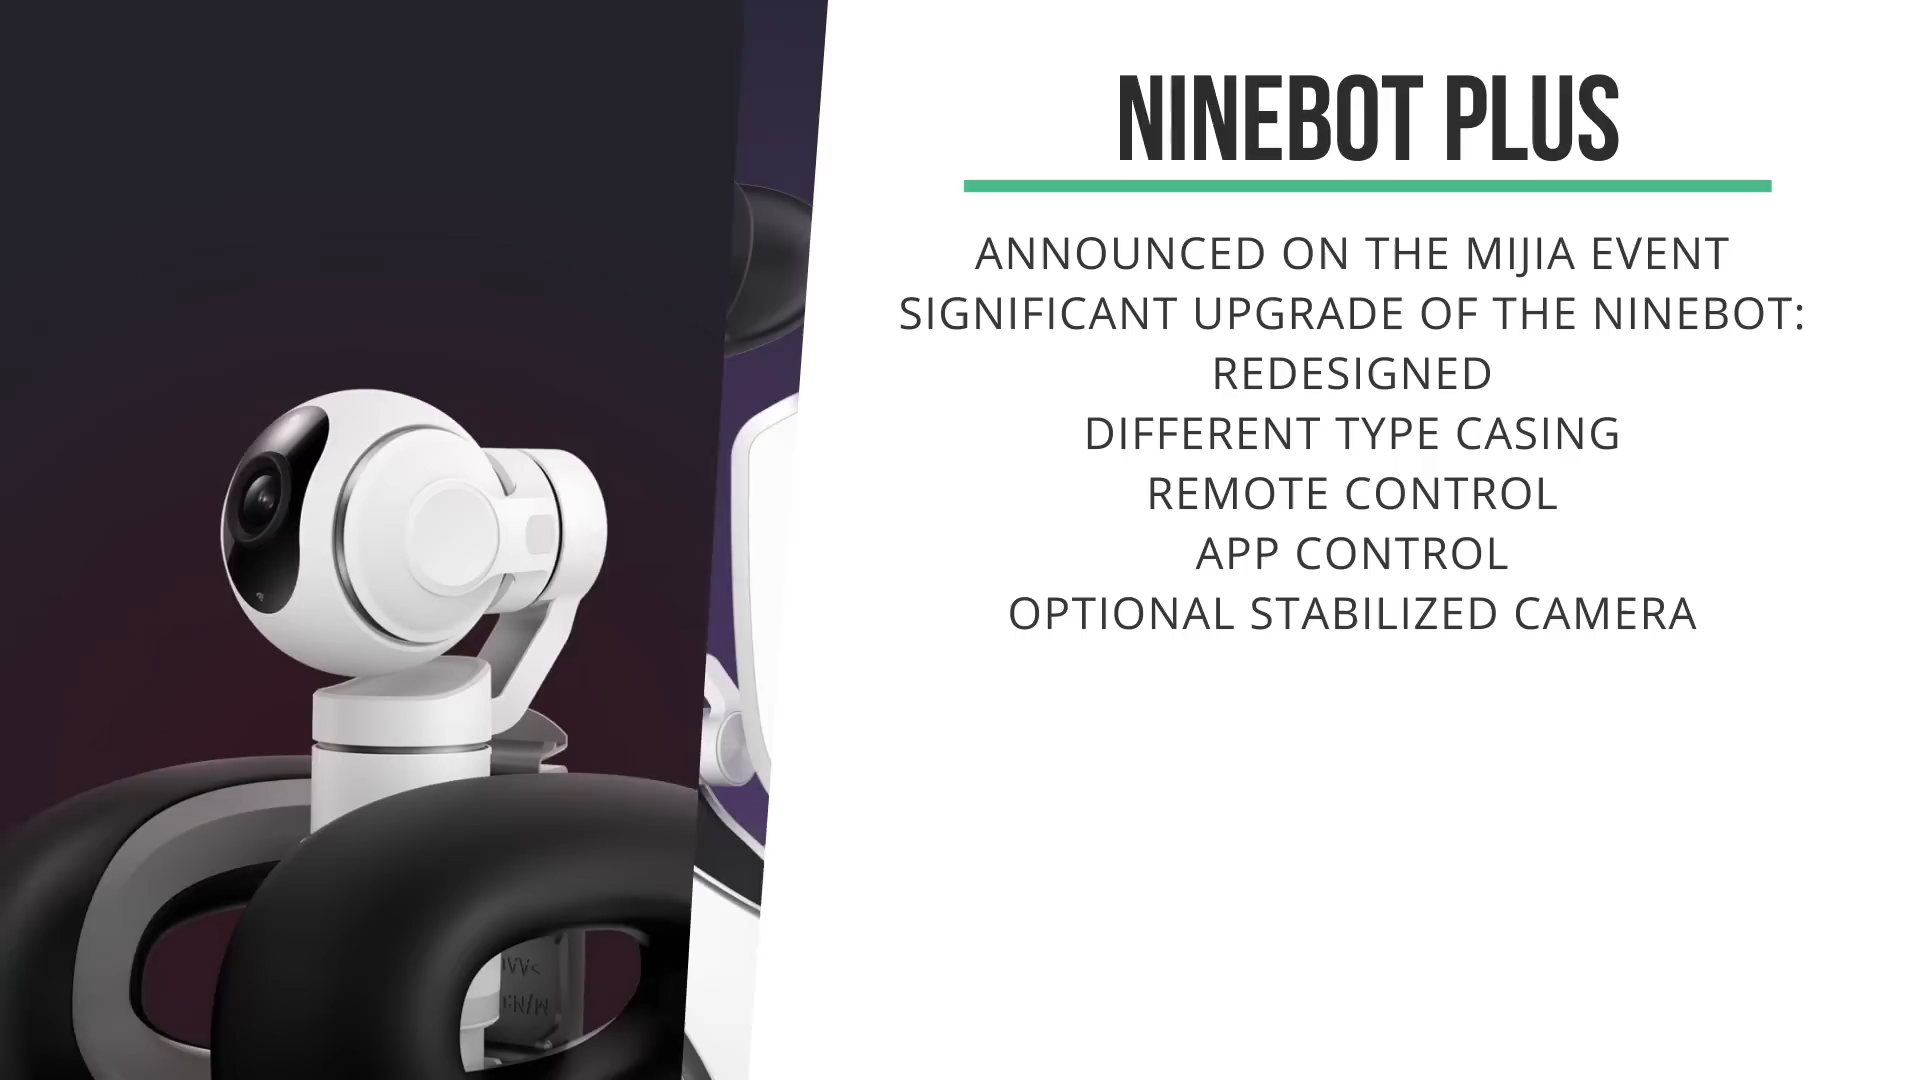 NINEBOT PLUS
ANNOUNCED ON THE MIJIA EVENT
SIGNIFICANT UPGRADE OF THE NINEBOT:
REDESIGNED
DIFFERENT TYPE CASING
REMOTE CONTROL
APP CONTROL
OPTIONAL STABILIZED CAMERA